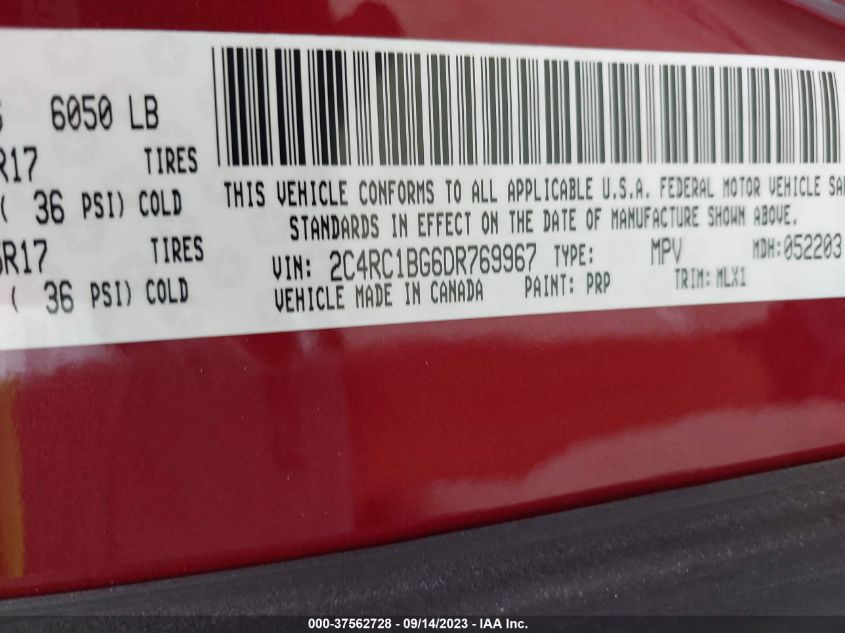 6050 LB
R17 TIRES
( 36 PSI) COLD
R17 TIRES
( 36 PSI) COLD
THIS VEHICLE CONFORMS TO ALL APPLICABLE U.S.A. FEDERAL MOTOR VEHICLE SA
STANDARDS IN EFFECT ON THE DATE OF MANUFACTURE SHOWN ABOVE.
VIN: 2C4RC1BG6DR769967 TYPE: MPV MDH:052203
VEHICLE MADE IN CANADA PAINT: PRP TRIM: MLX1
000-37562728 - 09/14/2023 - IAA Inc.